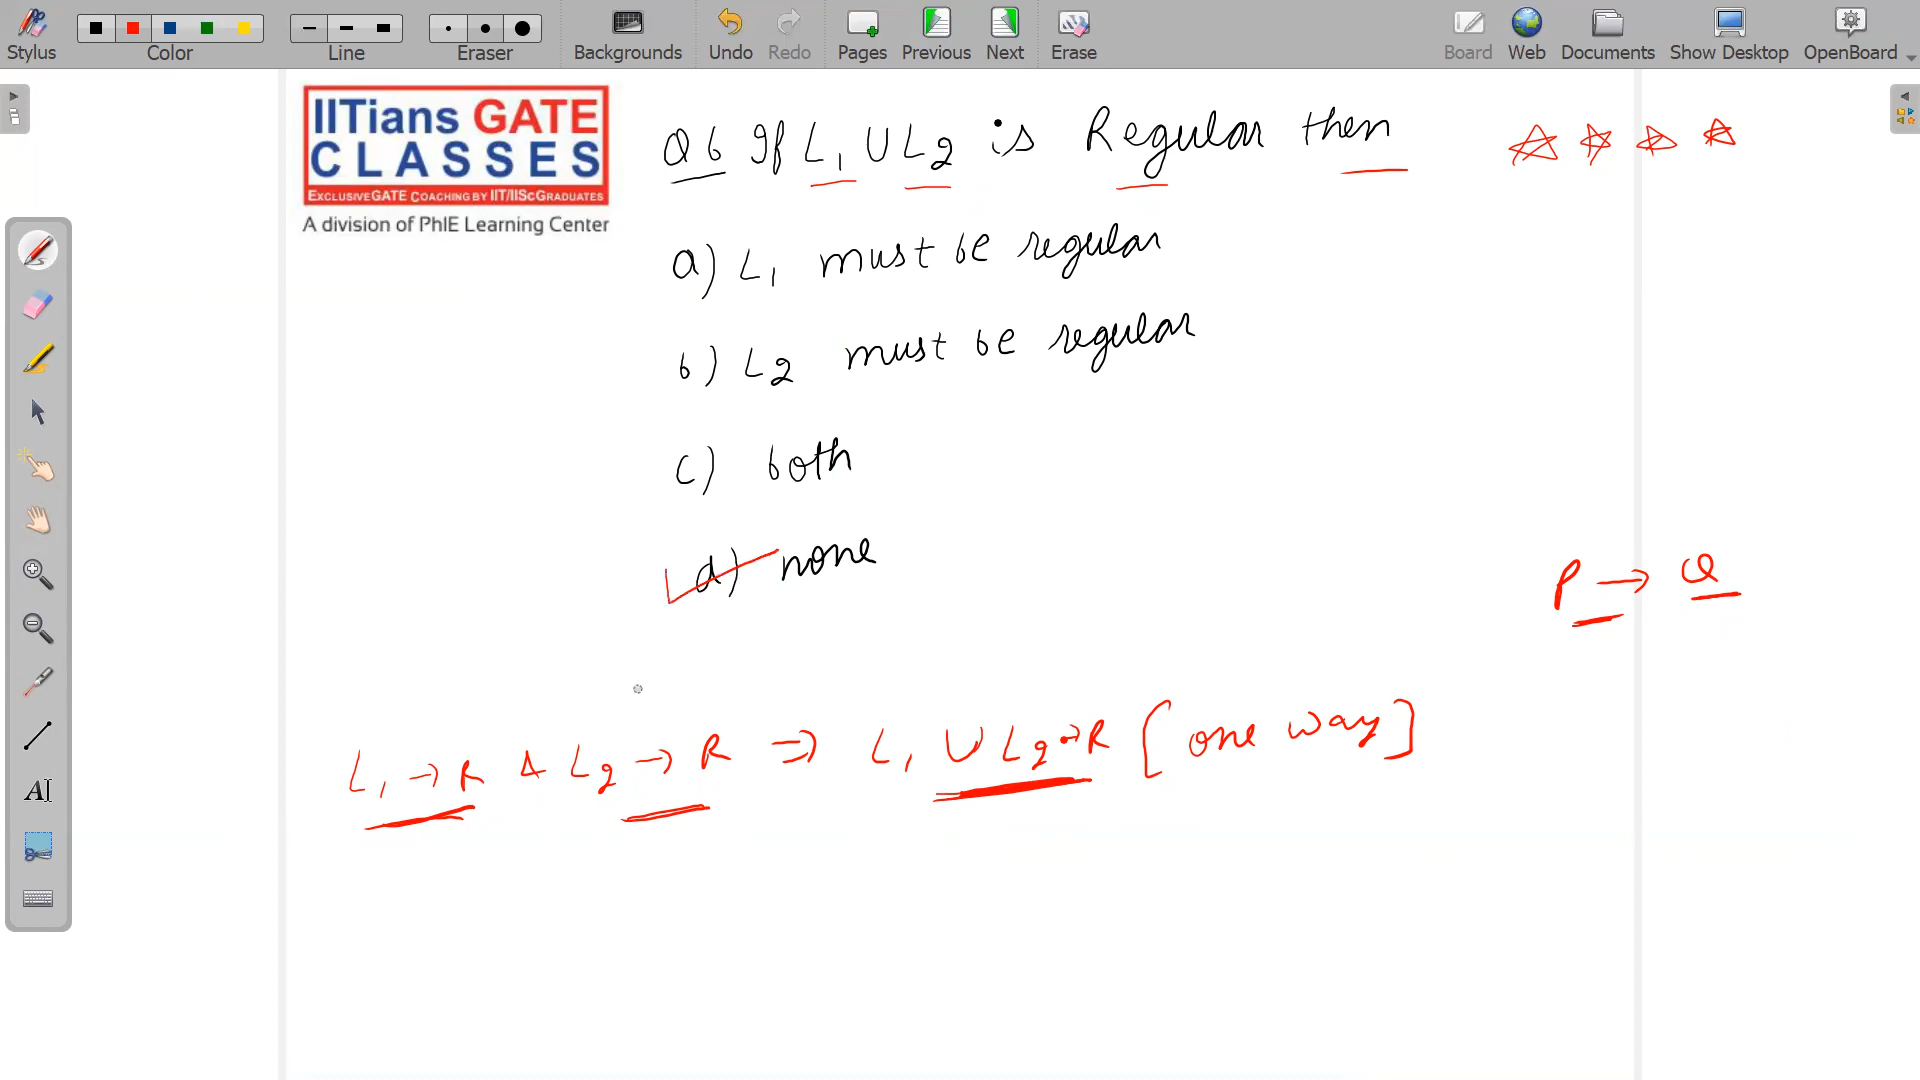 Stylus Color Line Eraser Backgrounds Undo Redo Pages Previous Next Erase Board Web Documents Show Desktop OpenBoard
IITians GATE
CLASSES
EXCLUSIVE GATE COACHING BY IIT/IISc GRADUATES
A division of PhIE Learning Center
Q6 If L1 ∪ L2 is Regular then
a) L1 must be regular
b) L2 must be regular
c) both
d) none
P → Q
L1 → R & L2 → R ⇒ L1 ∪ L2 → R [one way]